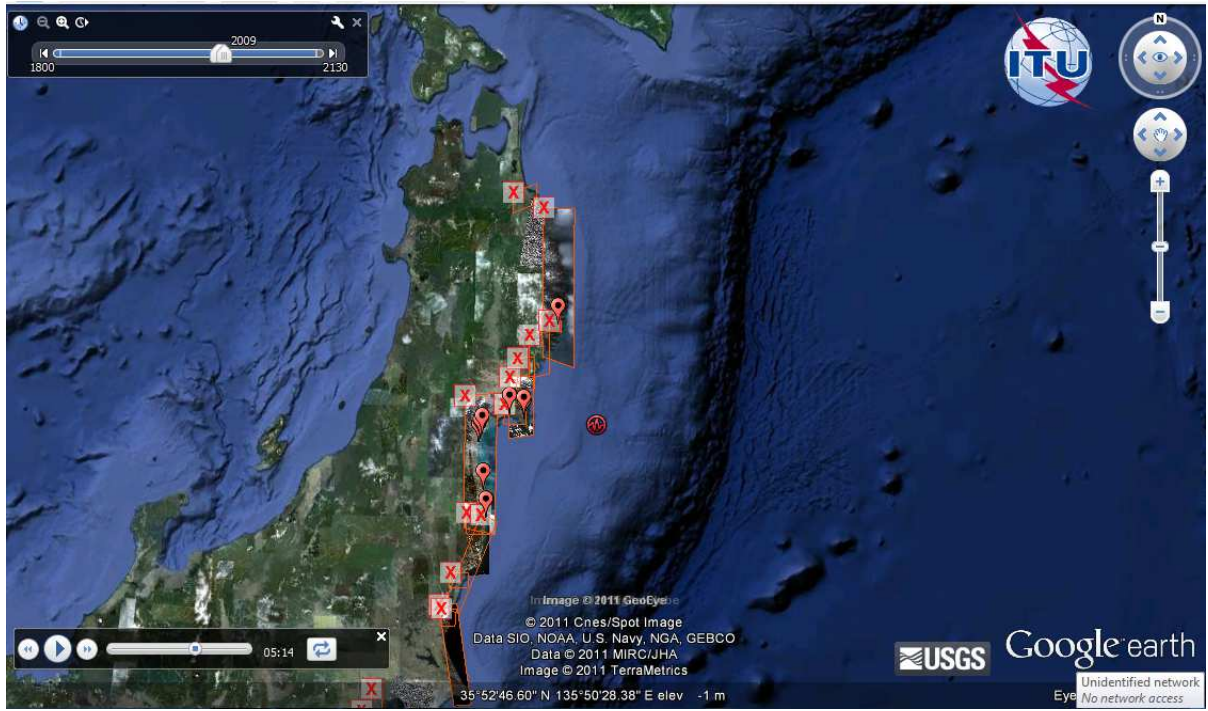 2009
1800
2130
N
ITU
X
X
X
X
X
X
X
X
X
X
X
X
X
X
Image © 2011 GeoEye
© 2011 Cnes/Spot Image
Data SIO, NOAA, U.S. Navy, NGA, GEBCO
Data © 2011 MIRC/JHA
Image © 2011 TerraMetrics
05:14
USGS
Google earth
35°52'46.60" N 135°50'28.38" E elev -1 m
Eye
Unidentified network
No network access